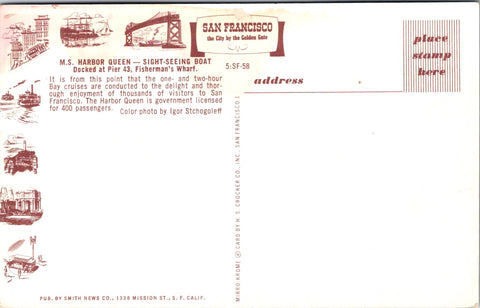 SAN FRANCISCO
the City by the Golden Gate
M.S. HARBOR QUEEN — SIGHT-SEEING BOAT
Docked at Pier 43, Fisherman's Wharf.
5:SF-58
It is from this point that the one- and two-hour
Bay cruises are conducted to the delight and thor-
ough enjoyment of thousands of visitors to San
Francisco. The Harbor Queen is government licensed
for 400 passengers.
Color photo by Igor Stchogoleff
address
place
stamp
here
MIRRO-KROME ® CARD BY H. S. CROCKER CO., INC. SAN FRANCISCO 1,
PUB. BY SMITH NEWS CO., 1336 MISSION ST., S. F. CALIF.